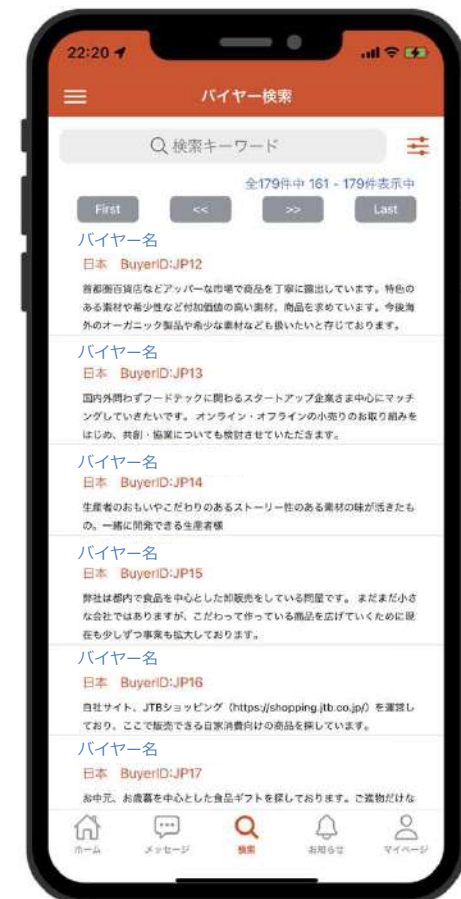 22:20
バイヤー検索
検索キーワード
全179件中 161 - 179件表示中
First << >> Last
バイヤー名
日本 BuyerID:JP12
首都圏百貨店などアッパーな市場で商品を丁寧に露出しています。特色の
ある素材や希少性など付加価値の高い素材、商品を求めています。今後海
外のオーガニック製品や希少な素材なども扱いたいと存じております。
バイヤー名
日本 BuyerID:JP13
国内外問わずフードテックに関わるスタートアップ企業さま中心にマッチ
ングしていきたいです。 オンライン・オフラインの小売りのお取り組みを
はじめ、共創・協業についても検討させていただきます。
バイヤー名
日本 BuyerID:JP14
生産者のおもいやこだわりのあるストーリー性のある素材の味が活きたも
の。一緒に開発できる生産者様
バイヤー名
日本 BuyerID:JP15
弊社は都内で食品を中心とした卸販売をしている問屋です。 まだまだ小さ
な会社ではありますが、こだわって作っている商品を広げていくために現
在も少しずつ事業も拡大しております。
バイヤー名
日本 BuyerID:JP16
自社サイト、JTBショッピング（https://shopping.jtb.co.jp/）を運営し
ており、ここで販売できる自家消費向けの商品を探しています。
バイヤー名
日本 BuyerID:JP17
お中元、お歳暮を中心とした食品ギフトを探しております。ご進物だけな
ホーム メッセージ 検索 お知らせ マイページ